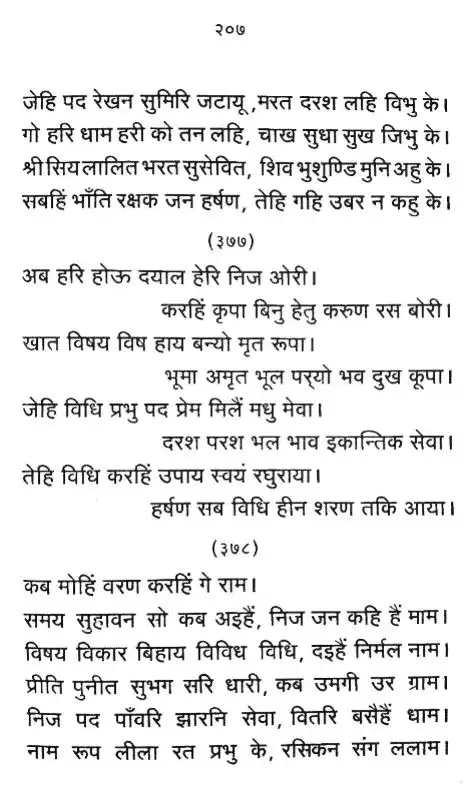 २०७
जेहि पद रेखन सुमिरि जटायू ,मरत दरश लहि विभु के।
गो हरि धाम हरी को तन लहि, चाख सुधा सुख जिभु के।
श्री सिय लालित भरत सुसेवित, शिव भुशुण्डि मुनि अहु के।
सबहिं भाँति रक्षक जन हर्षण, तेहि गहि उबर न कहु के।
(३७७)
अब हरि होऊ दयाल हेरि निज ओरी।
करहिं कृपा बिनु हेतु करुण रस बोरी।
खात विषय विष हाय बन्यो मृत रूपा।
भूमा अमृत भूल पर्‌यो भव दुख कूपा।
जेहि विधि प्रभु पद प्रेम मिलैं मधु मेवा।
दरश परश भल भाव इकान्तिक सेवा।
तेहि विधि करहिं उपाय स्वयं रघुराया।
हर्षण सब विधि हीन शरण तकि आया।
(३७८)
कब मोहिं वरण करहिं गे राम।
समय सुहावन सो कब अइहैं, निज जन कहि हैं माम।
विषय विकार बिहाय विविध विधि, दइहैं निर्मल नाम।
प्रीति पुनीत सुभग सरि धारी, कब उमगी उर ग्राम।
निज पद पाँवरि झारनि सेवा, वितरि बसैहैं धाम।
नाम रूप लीला रत प्रभु के, रसिकन संग ललाम।